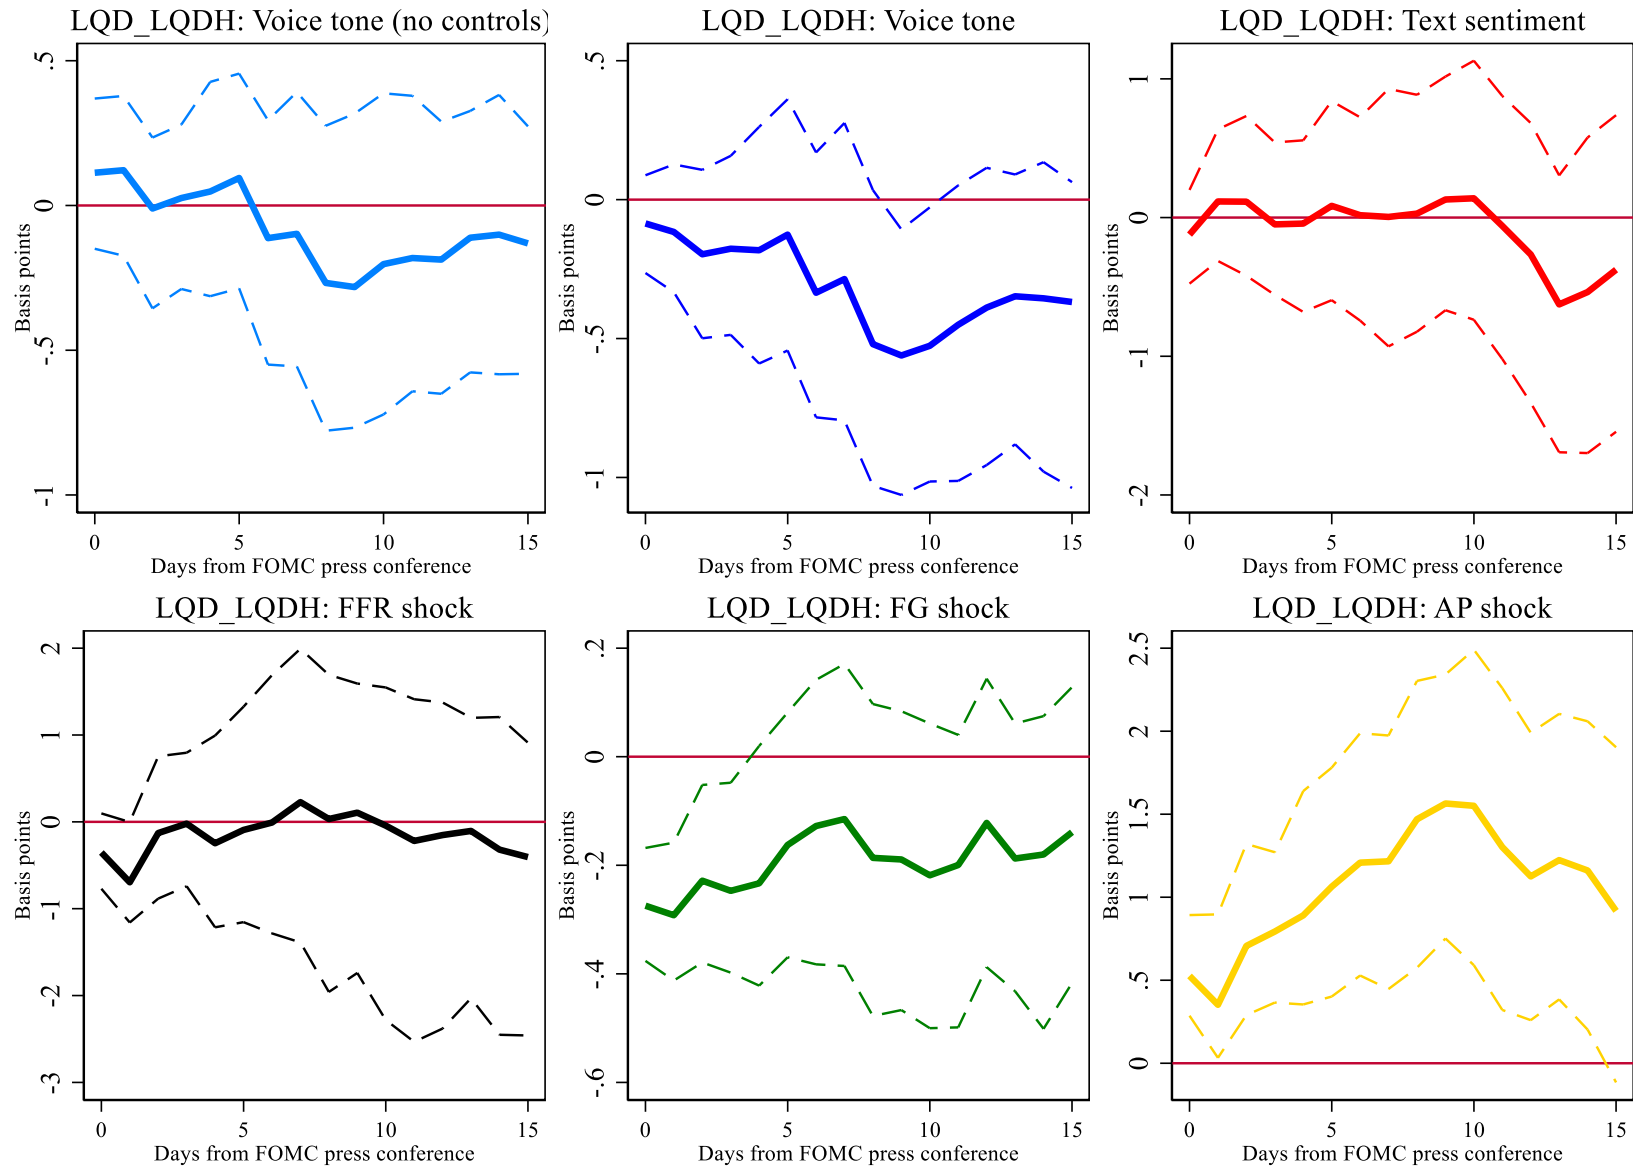 LQD_LQDH: Voice tone (no controls)
.5
0
-.5
-1
Basis points
0 5 10 15
Days from FOMC press conference
LQD_LQDH: Voice tone
.5
0
-.5
-1
Basis points
0 5 10 15
Days from FOMC press conference
LQD_LQDH: Text sentiment
1
0
-1
-2
Basis points
0 5 10 15
Days from FOMC press conference
LQD_LQDH: FFR shock
2
1
0
-1
-2
-3
Basis points
0 5 10 15
Days from FOMC press conference
LQD_LQDH: FG shock
.2
0
-.2
-.4
-.6
Basis points
0 5 10 15
Days from FOMC press conference
LQD_LQDH: AP shock
2.5
2
1.5
1
.5
0
Basis points
0 5 10 15
Days from FOMC press conference